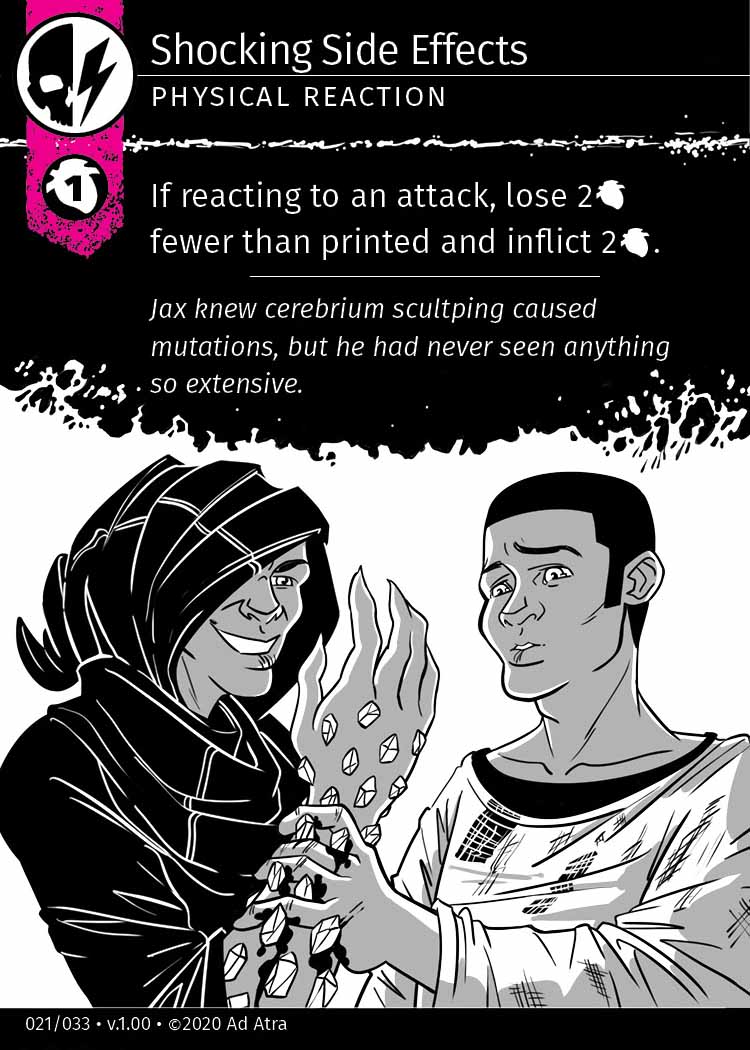 Shocking Side Effects
PHYSICAL REACTION
1
If reacting to an attack, lose 2
fewer than printed and inflict 2 .
Jax knew cerebrium scultping caused
mutations, but he had never seen anything
so extensive.
021/033 • v.1.00 • ©2020 Ad Atra